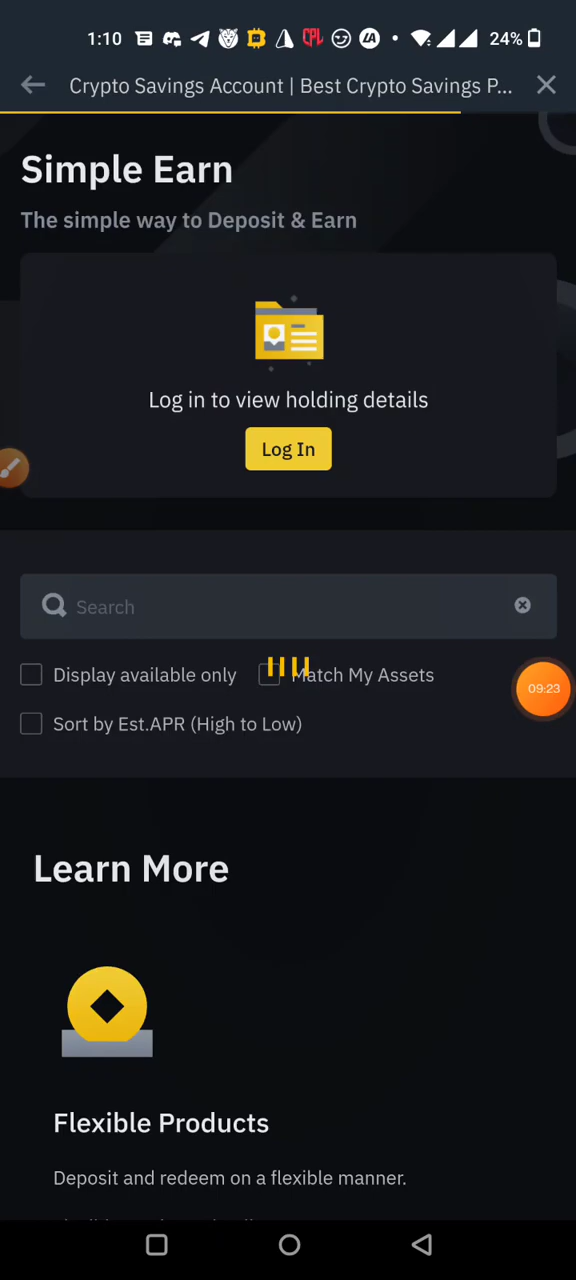 1:10
24%
Crypto Savings Account | Best Crypto Savings P...
Simple Earn
The simple way to Deposit & Earn
Log in to view holding details
Log In
Search
Display available only
Match My Assets
09:23
Sort by Est.APR (High to Low)
Learn More
Flexible Products
Deposit and redeem on a flexible manner.